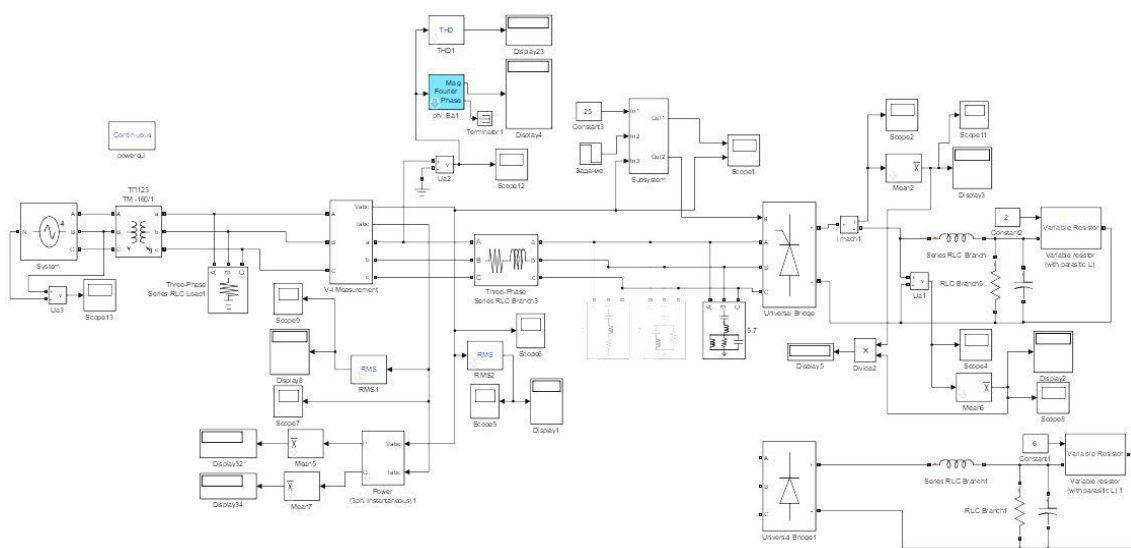 THD
THD1
Display23
Mag
Fourier
Phase
phi_Ea1
Terminator1
Display4
Continuous
powergui
25
Constant3
In1
In2
In3
Out1
Out2
Задание
Subsystem
Scope1
Scope2
Scope11
Mean2
Display3
ТП123
ТМ -160/1
N
A
B
C
System
A
B
C
a
b
c
Ua3
Scope13
A
B
C
Three-Phase
Series RLC Load1
v
Ua2
Scope12
A
B
C
Vabc
Iabc
a
b
c
V-I Measurement
A
B
C
a
b
c
Three-Phase
Series RLC Branch3
A
B
C
5,7
g
A
B
C
+
-
Universal Bridge
i
I mach1
2
Constant2
Series RLC Branch
Variable Resistor
Variable resistor
(with parasitic L)
RLC Branch5
v
Ua1
Display5
×
Divide2
Scope4
Mean6
Display2
Scope8
Scope9
Display8
RMS
RMS1
Scope7
Scope6
RMS
RMS2
Scope5
Display1
Display32
Mean5
Display34
Mean7
Vabc
Iabc
Q
Power
(3ph, Instantaneous) 1
A
B
C
+
-
Universal Bridge1
6
Constant1
Series RLC Branch1
Variable Resistor
Variable resistor
(with parasitic L) 1
RLC Branch1